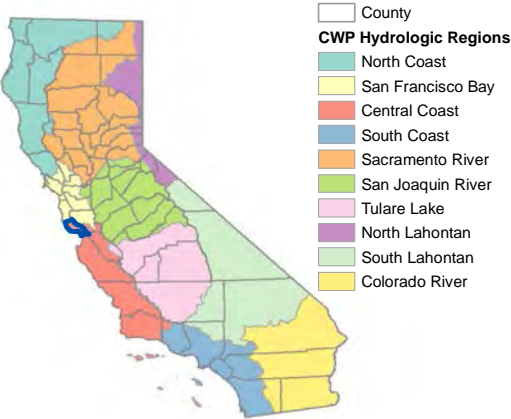 County
CWP Hydrologic Regions
North Coast
San Francisco Bay
Central Coast
South Coast
Sacramento River
San Joaquin River
Tulare Lake
North Lahontan
South Lahontan
Colorado River